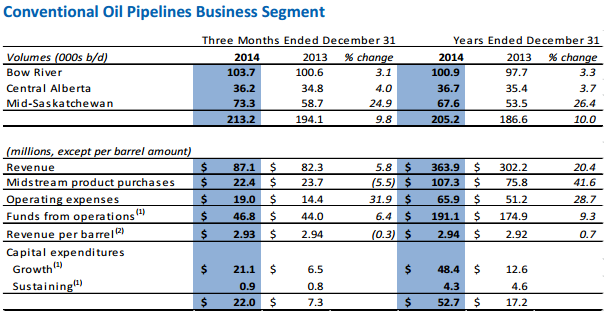 Conventional Oil Pipelines Business Segment
Three Months Ended December 31 Years Ended December 31
Volumes (000s b/d) 2014 2013 % change 2014 2013 % change
Bow River 103.7 100.6 3.1 100.9 97.7 3.3
Central Alberta 36.2 34.8 4.0 36.7 35.4 3.7
Mid-Saskatchewan 73.3 58.7 24.9 67.6 53.5 26.4
213.2 194.1 9.8 205.2 186.6 10.0
(millions, except per barrel amount)
Revenue $ 87.1 $ 82.3 5.8 $ 363.9 $ 302.2 20.4
Midstream product purchases $ 22.4 $ 23.7 (5.5) $ 107.3 $ 75.8 41.6
Operating expenses $ 19.0 $ 14.4 31.9 $ 65.9 $ 51.2 28.7
Funds from operations(1) $ 46.8 $ 44.0 6.4 $ 191.1 $ 174.9 9.3
Revenue per barrel(2) $ 2.93 $ 2.94 (0.3) $ 2.94 $ 2.92 0.7
Capital expenditures
Growth(1) $ 21.1 $ 6.5 $ 48.4 $ 12.6
Sustaining(1) 0.9 0.8 4.3 4.6
$ 22.0 $ 7.3 $ 52.7 $ 17.2